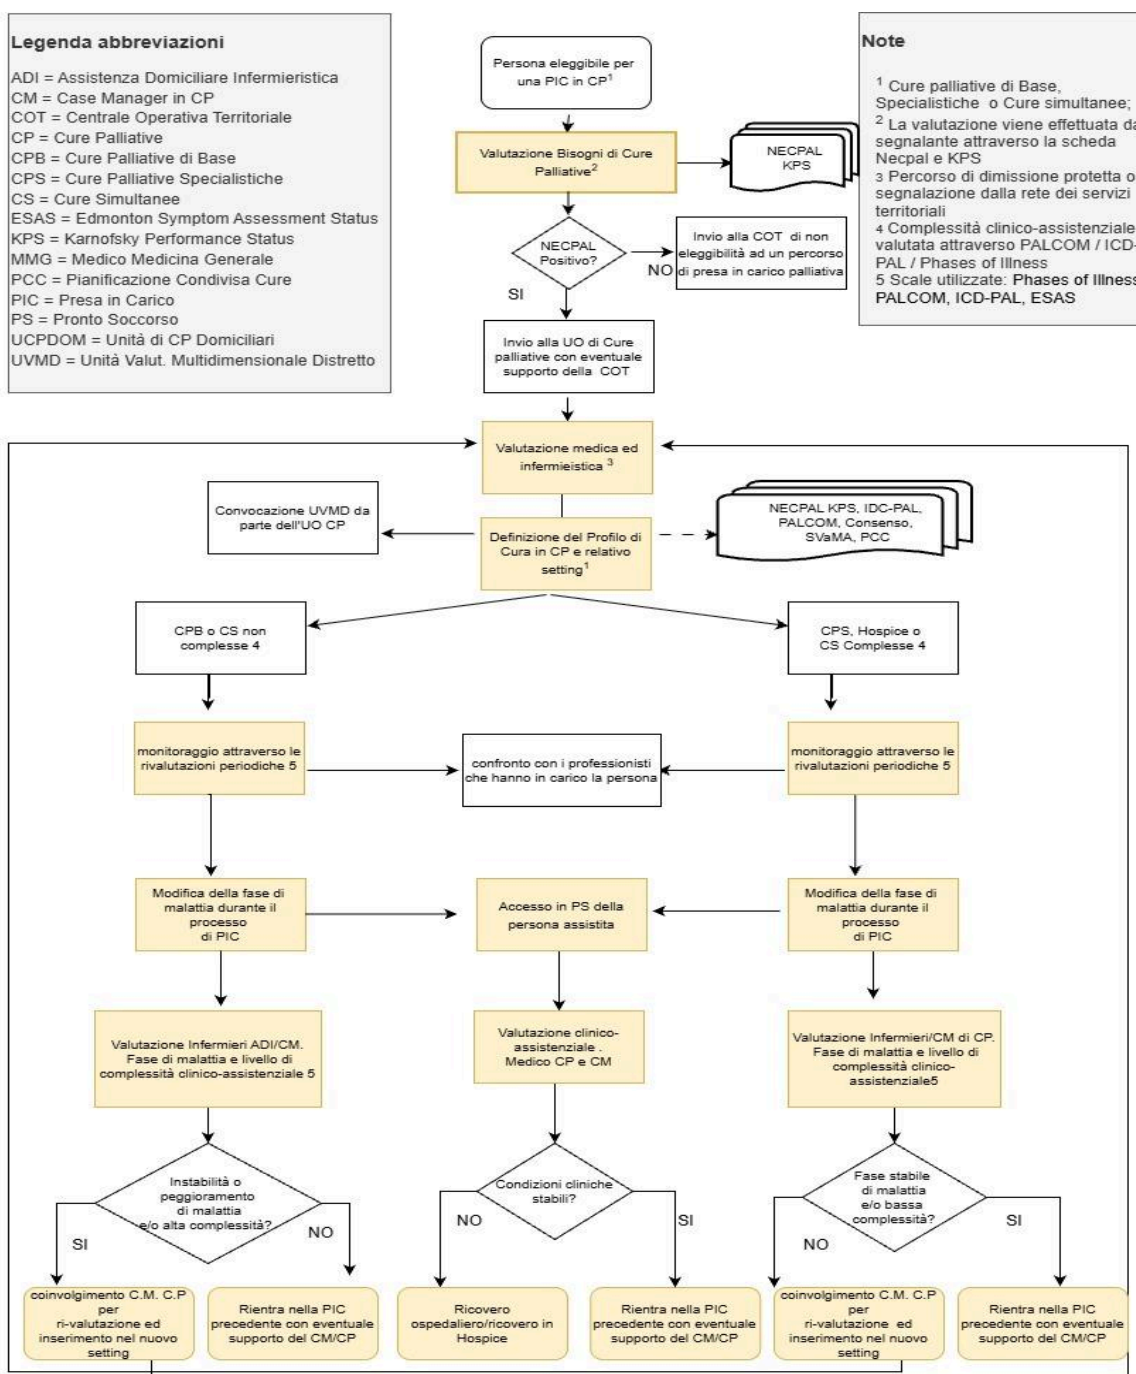 Legenda abbreviazioni
ADI = Assistenza Domiciliare Infermieristica
CM = Case Manager in CP
COT = Centrale Operativa Territoriale
CP = Cure Palliative
CPB = Cure Palliative di Base
CPS = Cure Palliative Specialistiche
CS = Cure Simultanee
ESAS = Edmonton Symptom Assessment Status
KPS = Karnofsky Performance Status
MMG = Medico Medicina Generale
PCC = Pianificazione Condivisa Cure
PIC = Presa in Carico
PS = Pronto Soccorso
UCPDOM = Unità di CP Domiciliari
UVMD = Unità Valut. Multidimensionale Distretto
Persona eleggibile per
una PIC in CP¹
Valutazione Bisogni di Cure
Palliative²
NECPAL
KPS
NECPAL
Positivo?
NO
SI
Invio alla COT di non
eleggibilità ad un percorso
di presa in carico palliativa
Note
¹ Cure palliative di Base,
Specialistiche o Cure simultanee;
² La valutazione viene effettuata da
segnalante attraverso la scheda
Necpal e KPS
3 Percorso di dimissione protetta o
segnalazione dalla rete dei servizi
territoriali
4 Complessità clinico-assistenziale
valutata attraverso PALCOM / ICD-
PAL / Phases of Illness
5 Scale utilizzate: Phases of Illness
PALCOM, ICD-PAL, ESAS
Invio alla UO di Cure
palliative con eventuale
supporto della COT
Valutazione medica ed
infermieistica ³
Convocazione UVMD da
parte dell'UO CP
Definizione del Profilo di
Cura in CP e relativo
setting¹
NECPAL KPS, IDC-PAL,
PALCOM, Consenso,
SVaMA, PCC
CPB o CS non
complesse 4
CPS, Hospice o
CS Complesse 4
monitoraggio attraverso le
rivalutazioni periodiche 5
confronto con i professionisti
che hanno in carico la persona
monitoraggio attraverso le
rivalutazioni periodiche 5
Modifica della fase di
malattia durante il
processo
di PIC
Accesso in PS della
persona assistita
Modifica della fase di
malattia durante il
processo
di PIC
Valutazione Infermieri ADI/CM.
Fase di malattia e livello di
complessità clinico-assistenziale 5
Valutazione clinico-
assistenziale .
Medico CP e CM
Valutazione Infermieri/CM di CP.
Fase di malattia e livello di
complessità clinico-
assistenziale5
Instabilità o
peggioramento
di malattia
e/o alta complessità?
SI
NO
Condizioni cliniche
stabili?
NO
SI
Fase stabile
di malattia
e/o bassa
complessità?
NO
SI
coinvolgimento C.M. C.P
per
ri-valutazione ed
inserimento nel nuovo
setting
Rientra nella PIC
precedente con eventuale
supporto del CM/CP
Ricovero
ospedaliero/ricovero in
Hospice
Rientra nella PIC
precedente con eventuale
supporto del CM/CP
coinvolgimento C.M. C.P
per
ri-valutazione ed
inserimento nel nuovo
setting
Rientra nella PIC
precedente con eventuale
supporto del CM/CP